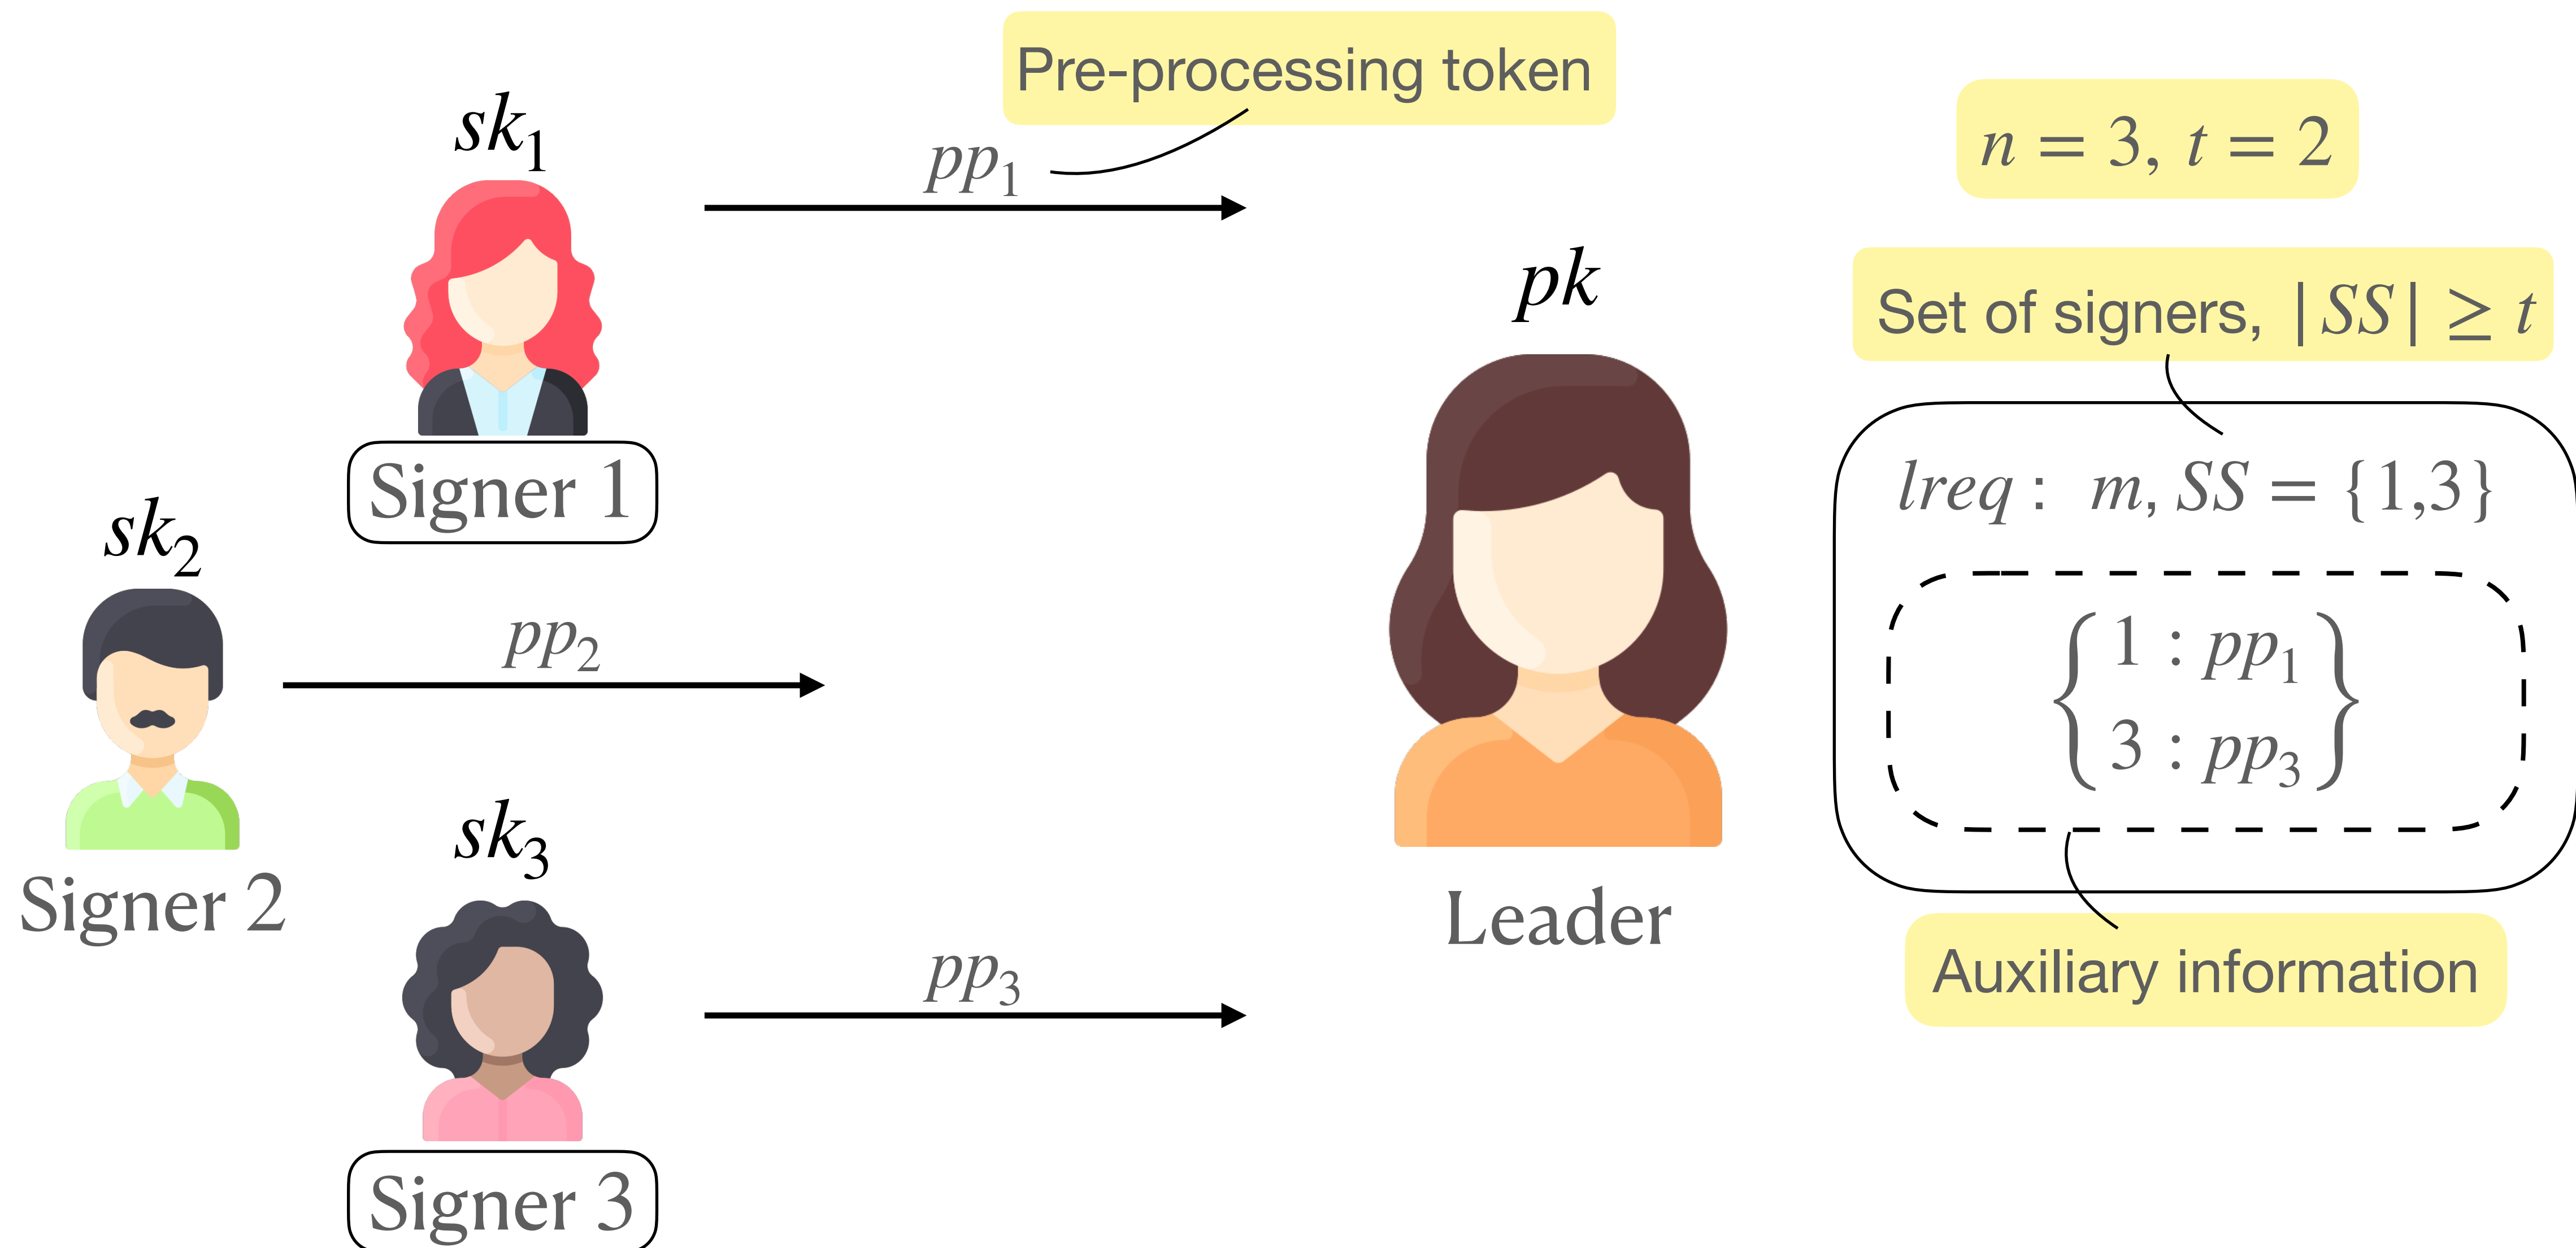 Pre-processing token
sk₁
pp₁
n = 3, t = 2
Set of signers, |SS| ≥ t
pk
Signer 1
lreq : m, SS = {1,3}
sk₂
pp₂
{1 : pp₁
3 : pp₃}
sk₃
Signer 2
Leader
pp₃
Auxiliary information
Signer 3